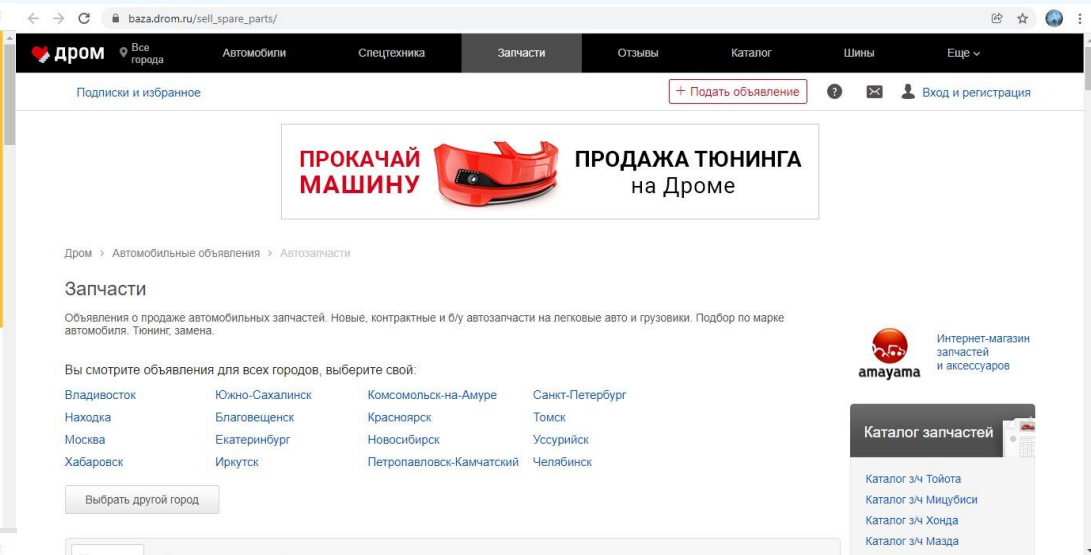 baza.drom.ru/sell_spare_parts/
дром
Все
города
Автомобили
Спецтехника
Запчасти
Отзывы
Каталог
Шины
Еще
Подписки и избранное
+ Подать объявление
?
Вход и регистрация
ПРОКАЧАЙ
МАШИНУ
ПРОДАЖА ТЮНИНГА
на Дроме
Дром > Автомобильные объявления > Автозапчасти
Запчасти
Объявления о продаже автомобильных запчастей. Новые, контрактные и б/у автозапчасти на легковые авто и грузовики. Подбор по марке
автомобиля. Тюнинг, замена.
Вы смотрите объявления для всех городов, выберите свой:
Владивосток Южно-Сахалинск Комсомольск-на-Амуре Санкт-Петербург
Находка Благовещенск Красноярск Томск
Москва Екатеринбург Новосибирск Уссурийск
Хабаровск Иркутск Петропавловск-Камчатский Челябинск
Выбрать другой город
amayama
Интернет-магазин
запчастей
и аксессуаров
Каталог запчастей
Каталог з/ч Тойота
Каталог з/ч Мицубиси
Каталог з/ч Хонда
Каталог з/ч Мазда